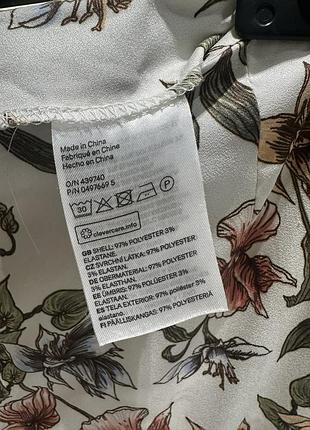 Made in China
Fabriqué en Chine
Hecho en China
O/N 439740
P/N 0497669 5
30 P
clevercare.info
GB SHELL: 97% POLYESTER 3%
ELASTANE.
CZ SVRCHNÍ LÁTKA: 97% POLYESTER
3% ELASTAN.
DE OBERMATERIAL: 97% POLYESTER
3% ELASTHAN.
EE ÜMBRIS: 97% POLÜESTER 3%
ELASTAAN.
ES TELA EXTERIOR: 97% poliester 3%
elastano.
FI PÄÄLLISKANGAS: 97% POLYESTERIA